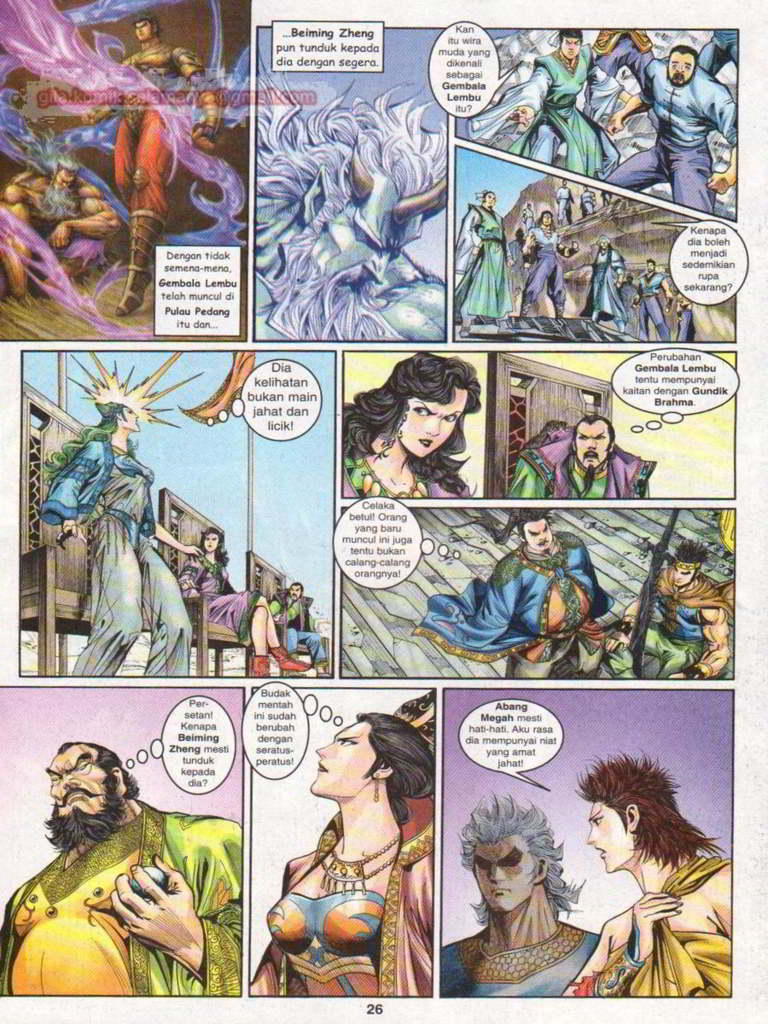 Dengan tidak
semena-mena,
Gembala Lembu
telah muncul di
Pulau Pedang
itu dan...
...Beiming Zheng
pun tunduk kepada
dia dengan segera.
Kan
itu wira
muda yang
dikenali
sebagai
Gembala
Lembu
itu?
Kenapa
dia boleh
menjadi
sedemikian
rupa
sekarang?
Dia
kelihatan
bukan main
jahat dan
licik!
Perubahan
Gembala Lembu
tentu mempunyai
kaitan dengan Gundik
Brahma.
Celaka
betul! Orang
yang baru
muncul ini juga
tentu bukan
calang-calang
orangnya!
Per-
setan!
Kenapa
Beiming
Zheng mesti
tunduk
kepada
dia?
Budak
mentah
ini sudah
berubah
dengan
seratus-
peratus!
Abang
Megah mesti
hati-hati. Aku rasa
dia mempunyai niat
yang amat
jahat!
26